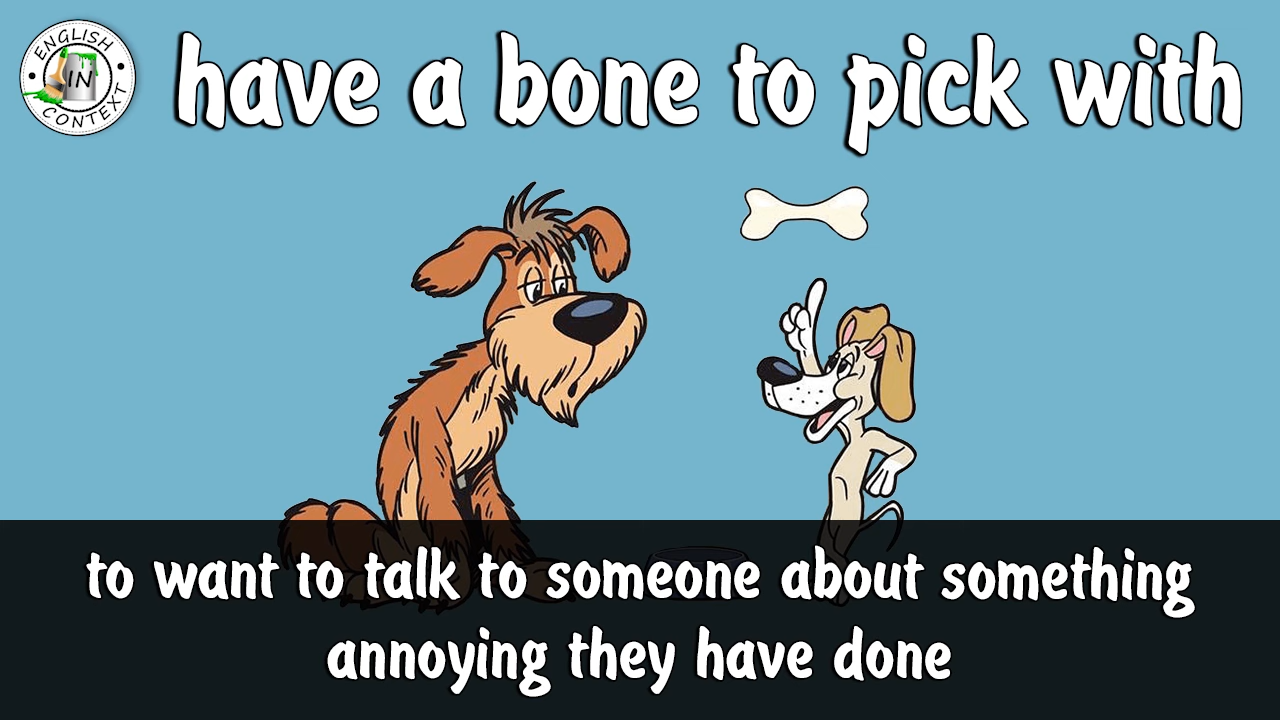 ENGLISH
IN
CONTEXT
have a bone to pick with
to want to talk to someone about something
annoying they have done